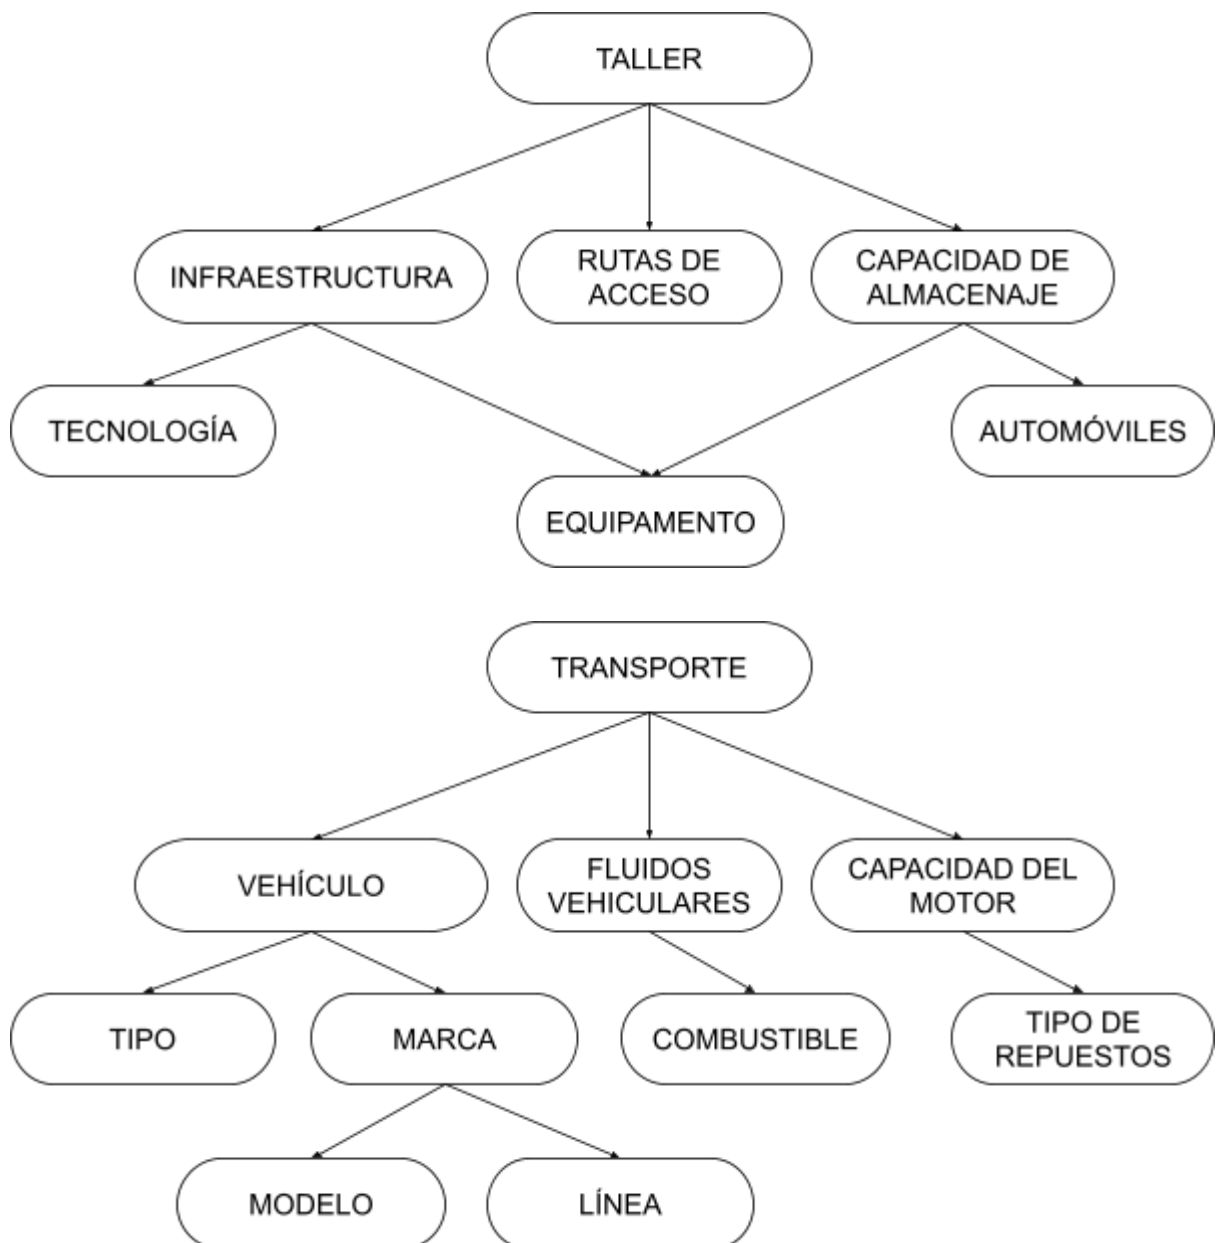 TALLER
INFRAESTRUCTURA
RUTAS DE
ACCESO
CAPACIDAD DE
ALMACENAJE
TECNOLOGÍA
AUTOMÓVILES
EQUIPAMENTO
TRANSPORTE
VEHÍCULO
FLUIDOS
VEHICULARES
CAPACIDAD DEL
MOTOR
TIPO
MARCA
COMBUSTIBLE
TIPO DE
REPUESTOS
MODELO
LÍNEA